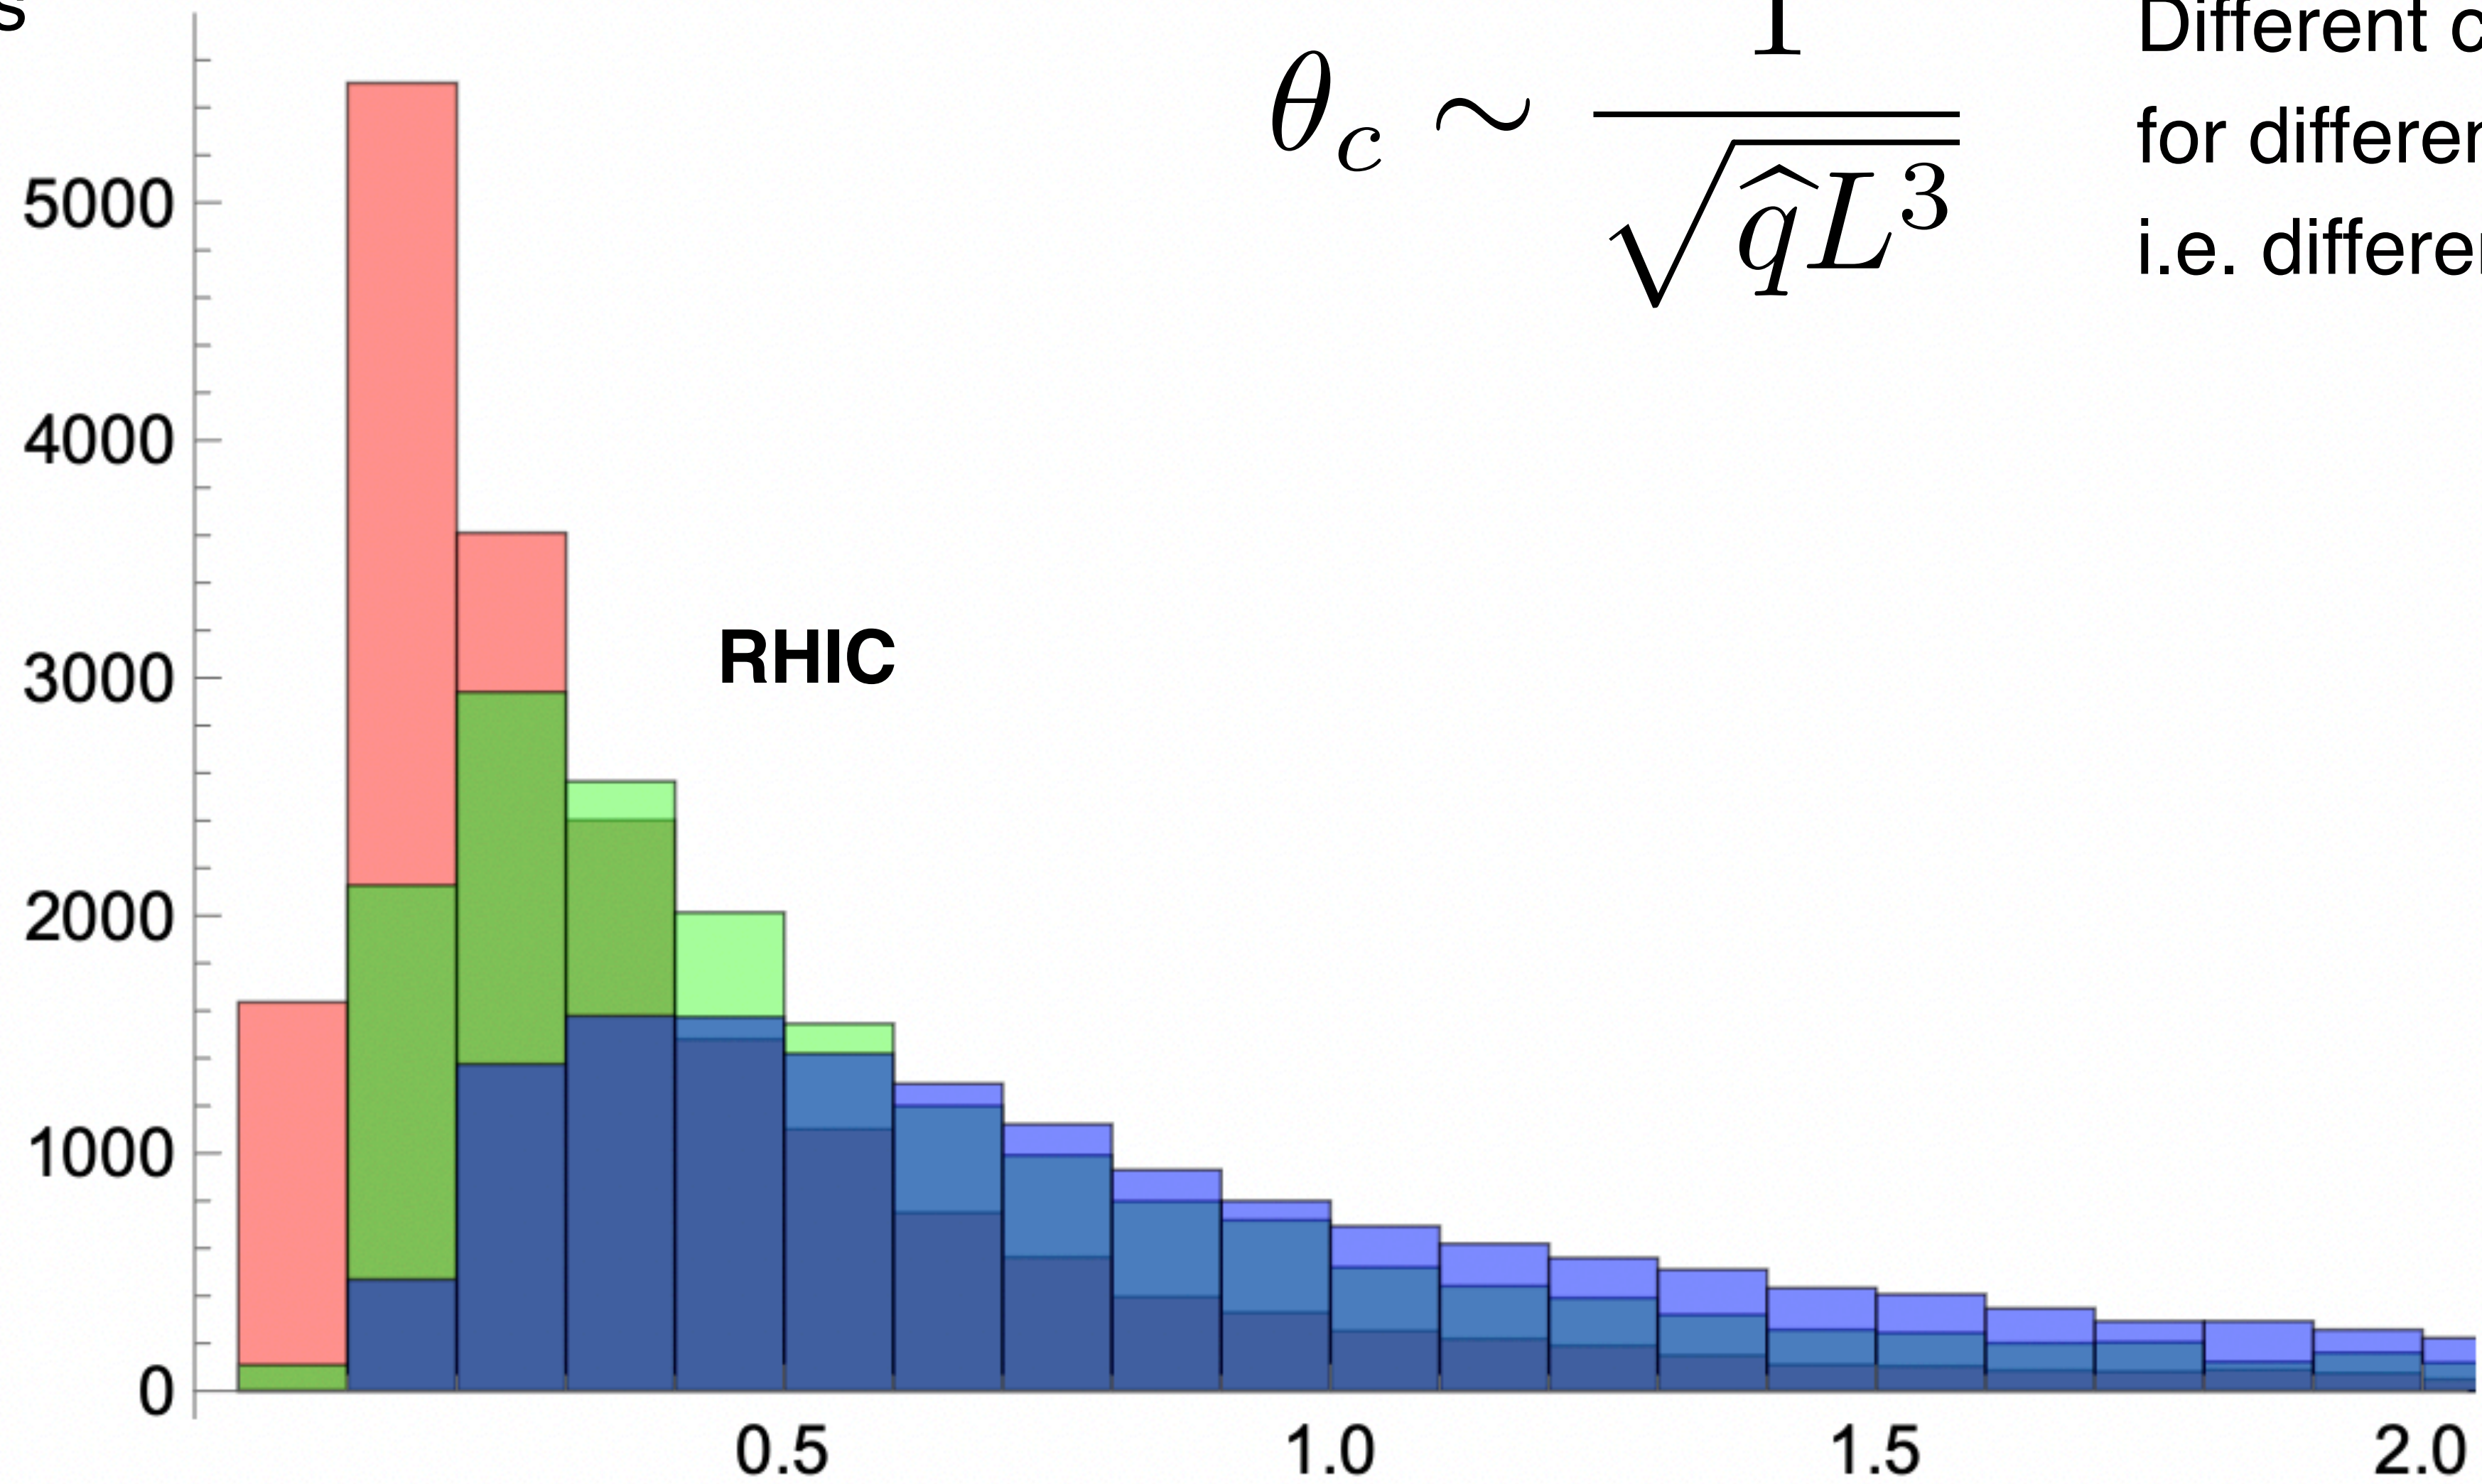 s
Different c
for differen
i.e. differen
θ_c ~ 1/√(q̂L³)
5000
4000
3000
RHIC
2000
1000
0
0.5 1.0 1.5 2.0